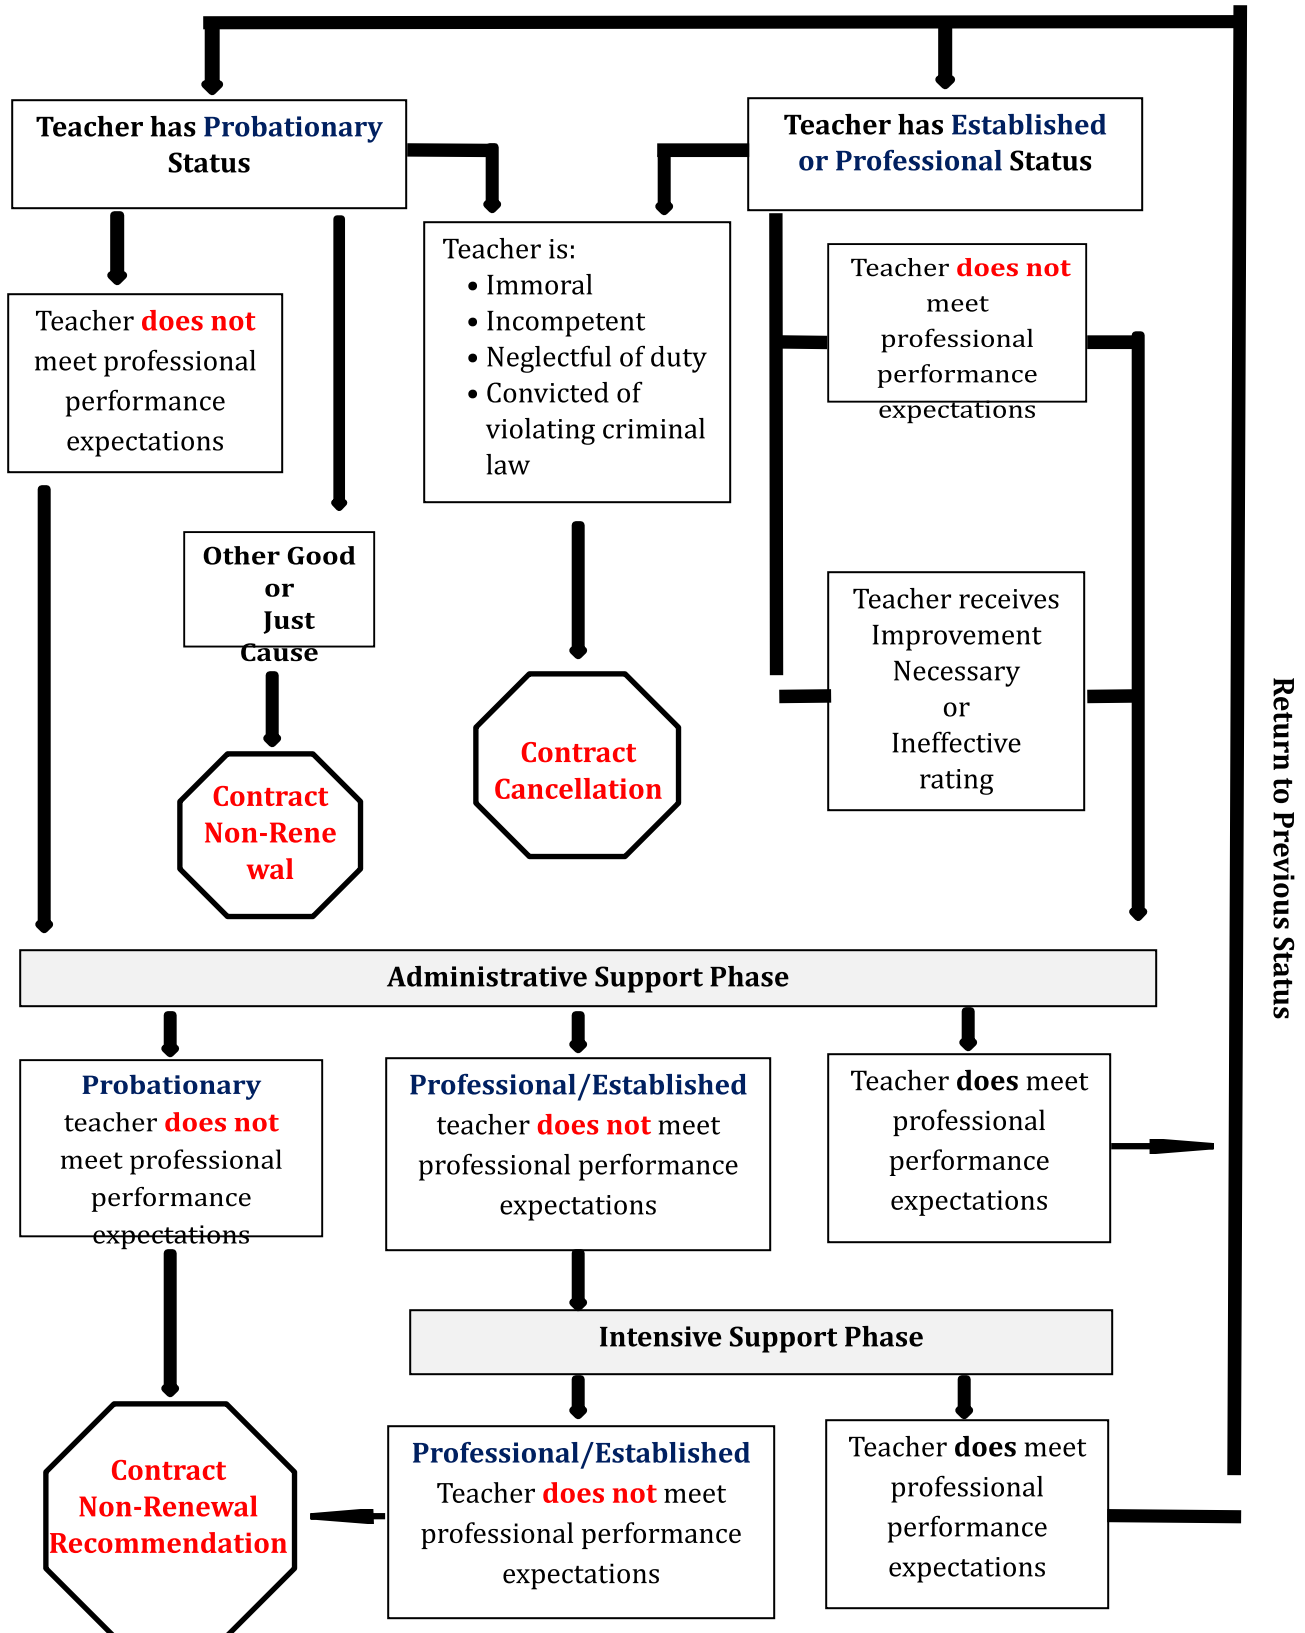 Teacher has Probationary
Status
Teacher has Established
or Professional Status
Teacher does not
meet professional
performance
expectations
Teacher is:
• Immoral
• Incompetent
• Neglectful of duty
• Convicted of
violating criminal
law
Teacher does not
meet
professional
performance
expectations
Other Good
or
Just
Cause
Teacher receives
Improvement
Necessary
or
Ineffective
rating
Contract
Non-Rene
wal
Contract
Cancellation
Return to Previous Status
Administrative Support Phase
Probationary
teacher does not
meet professional
performance
expectations
Professional/Established
teacher does not meet
professional performance
expectations
Teacher does meet
professional
performance
expectations
Intensive Support Phase
Contract
Non-Renewal
Recommendation
Professional/Established
Teacher does not meet
professional performance
expectations
Teacher does meet
professional
performance
expectations